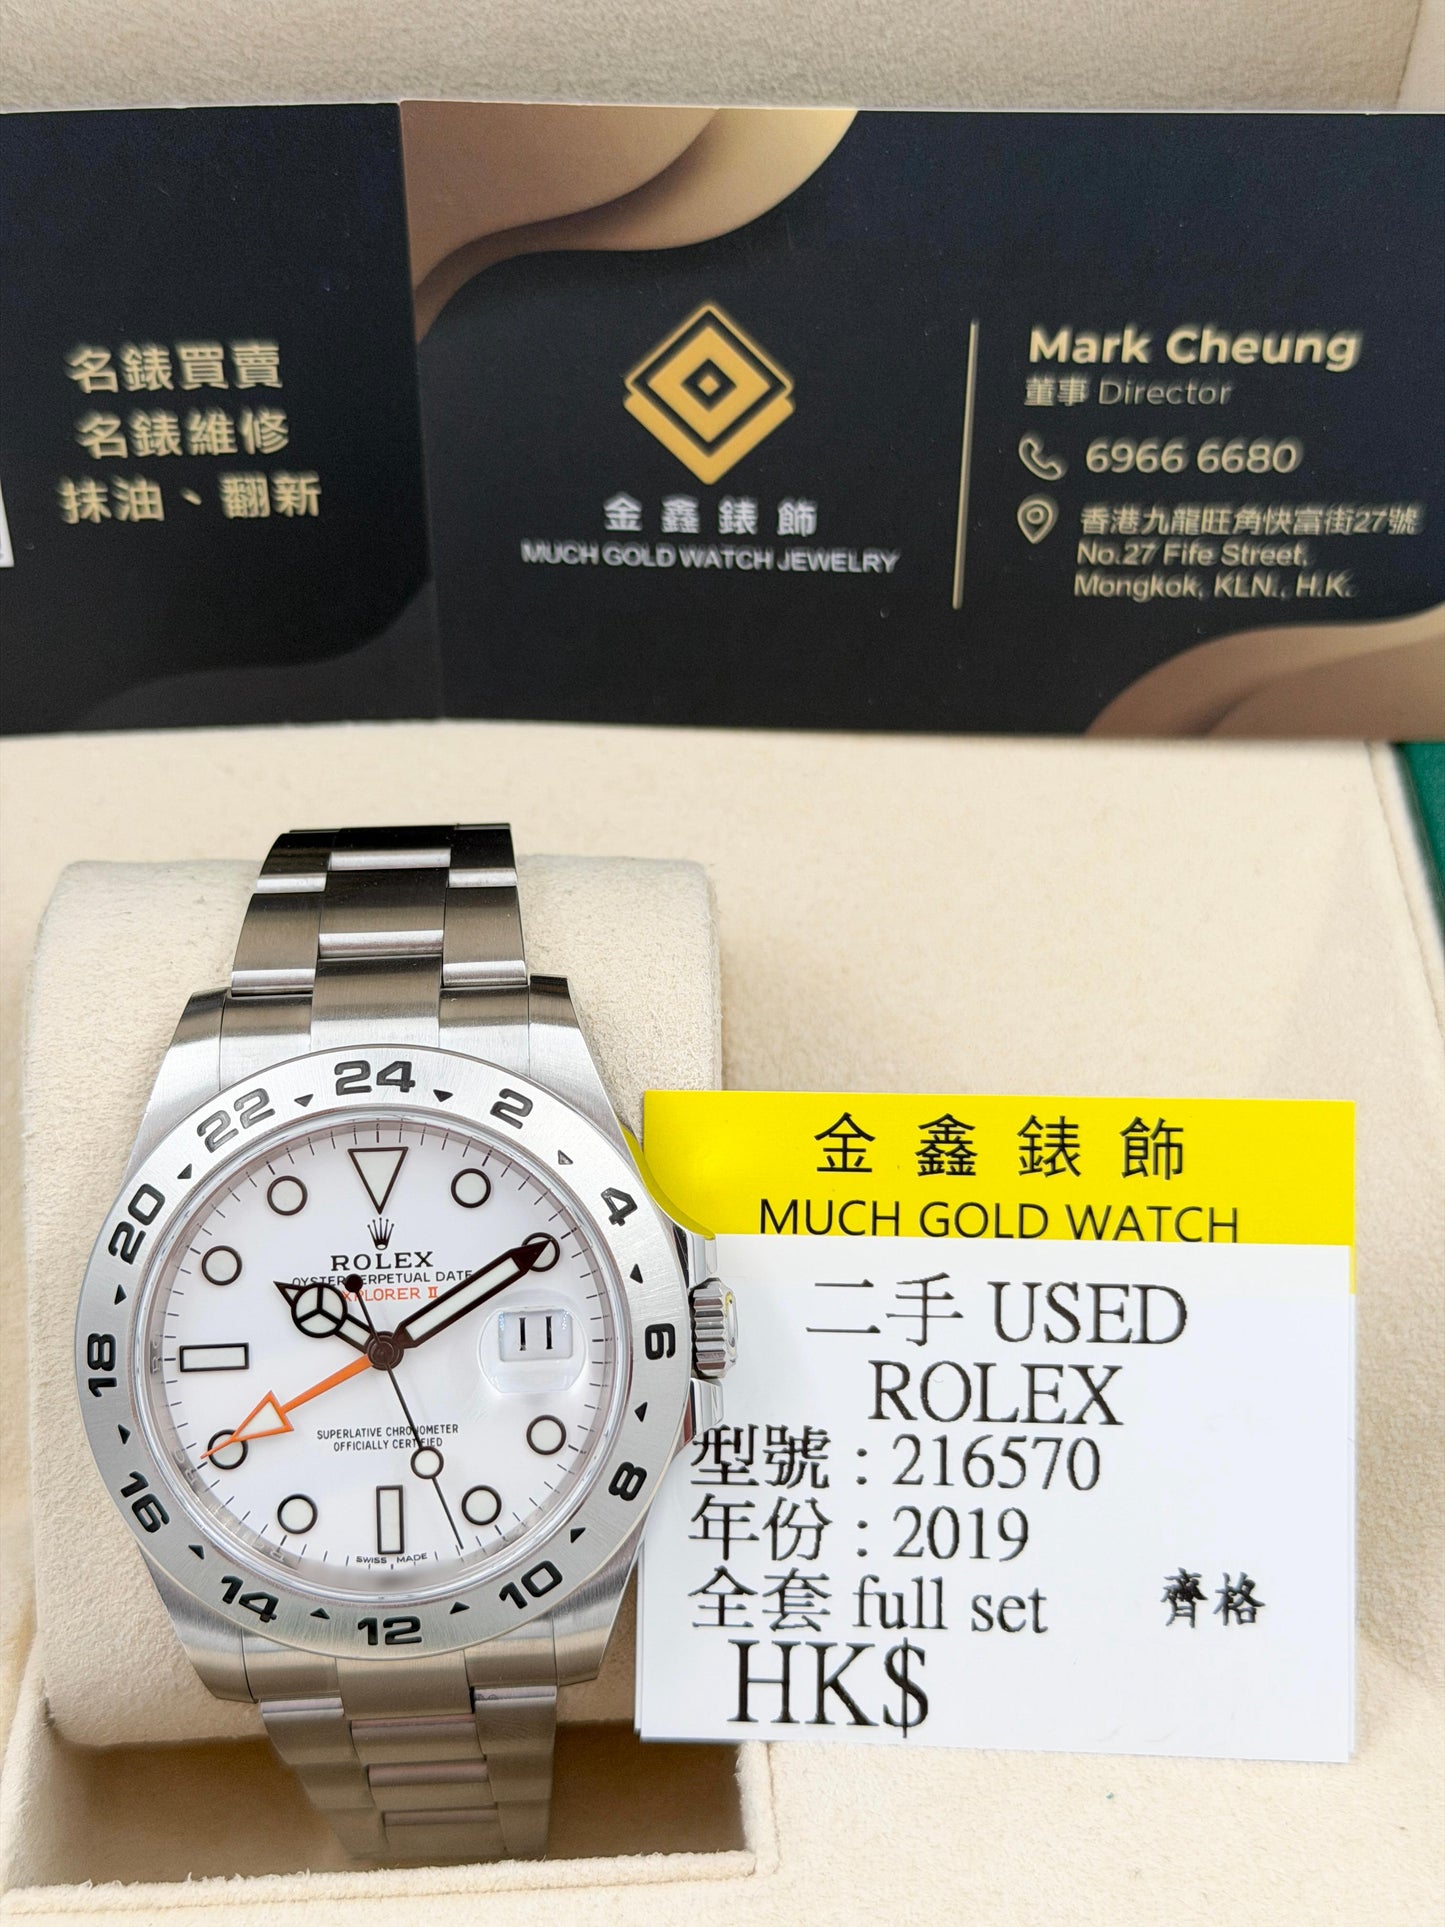 名錶買賣
名錶維修
抹油、翻新
金鑫錶飾
MUCH GOLD WATCH JEWELRY
Mark Cheung
董事 Director
6966 6680
香港九龍旺角快富街27號
No.27 Fife Street,
Mongkok, KLN., H.K.
24
2
4
6
8
10
12
14
16
18
20
22
ROLEX
OYSTER PERPETUAL DATE
EXPLORER II
11
SUPERLATIVE CHRONOMETER
OFFICIALLY CERTIFIED
SWISS MADE
金鑫錶飾
MUCH GOLD WATCH
二手 USED
ROLEX
型號：216570
年份：2019
全套 full set 齊格
HK$